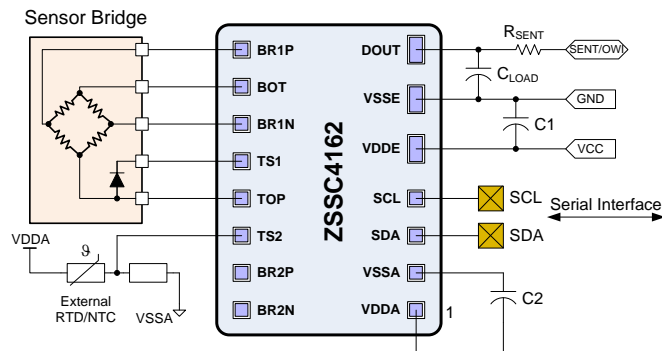 Sensor Bridge
BR1P
BOT
BR1N
TS1
TOP
TS2
BR2P
BR2N
ZSSC4162
DOUT
VSSE
VDDE
SCL
SDA
VSSA
VDDA
1
RSENT
SENT/OWI
CLOAD
GND
C1
VCC
SCL
SDA
Serial Interface
C2
VDDA
ϑ
External
RTD/NTC
VSSA